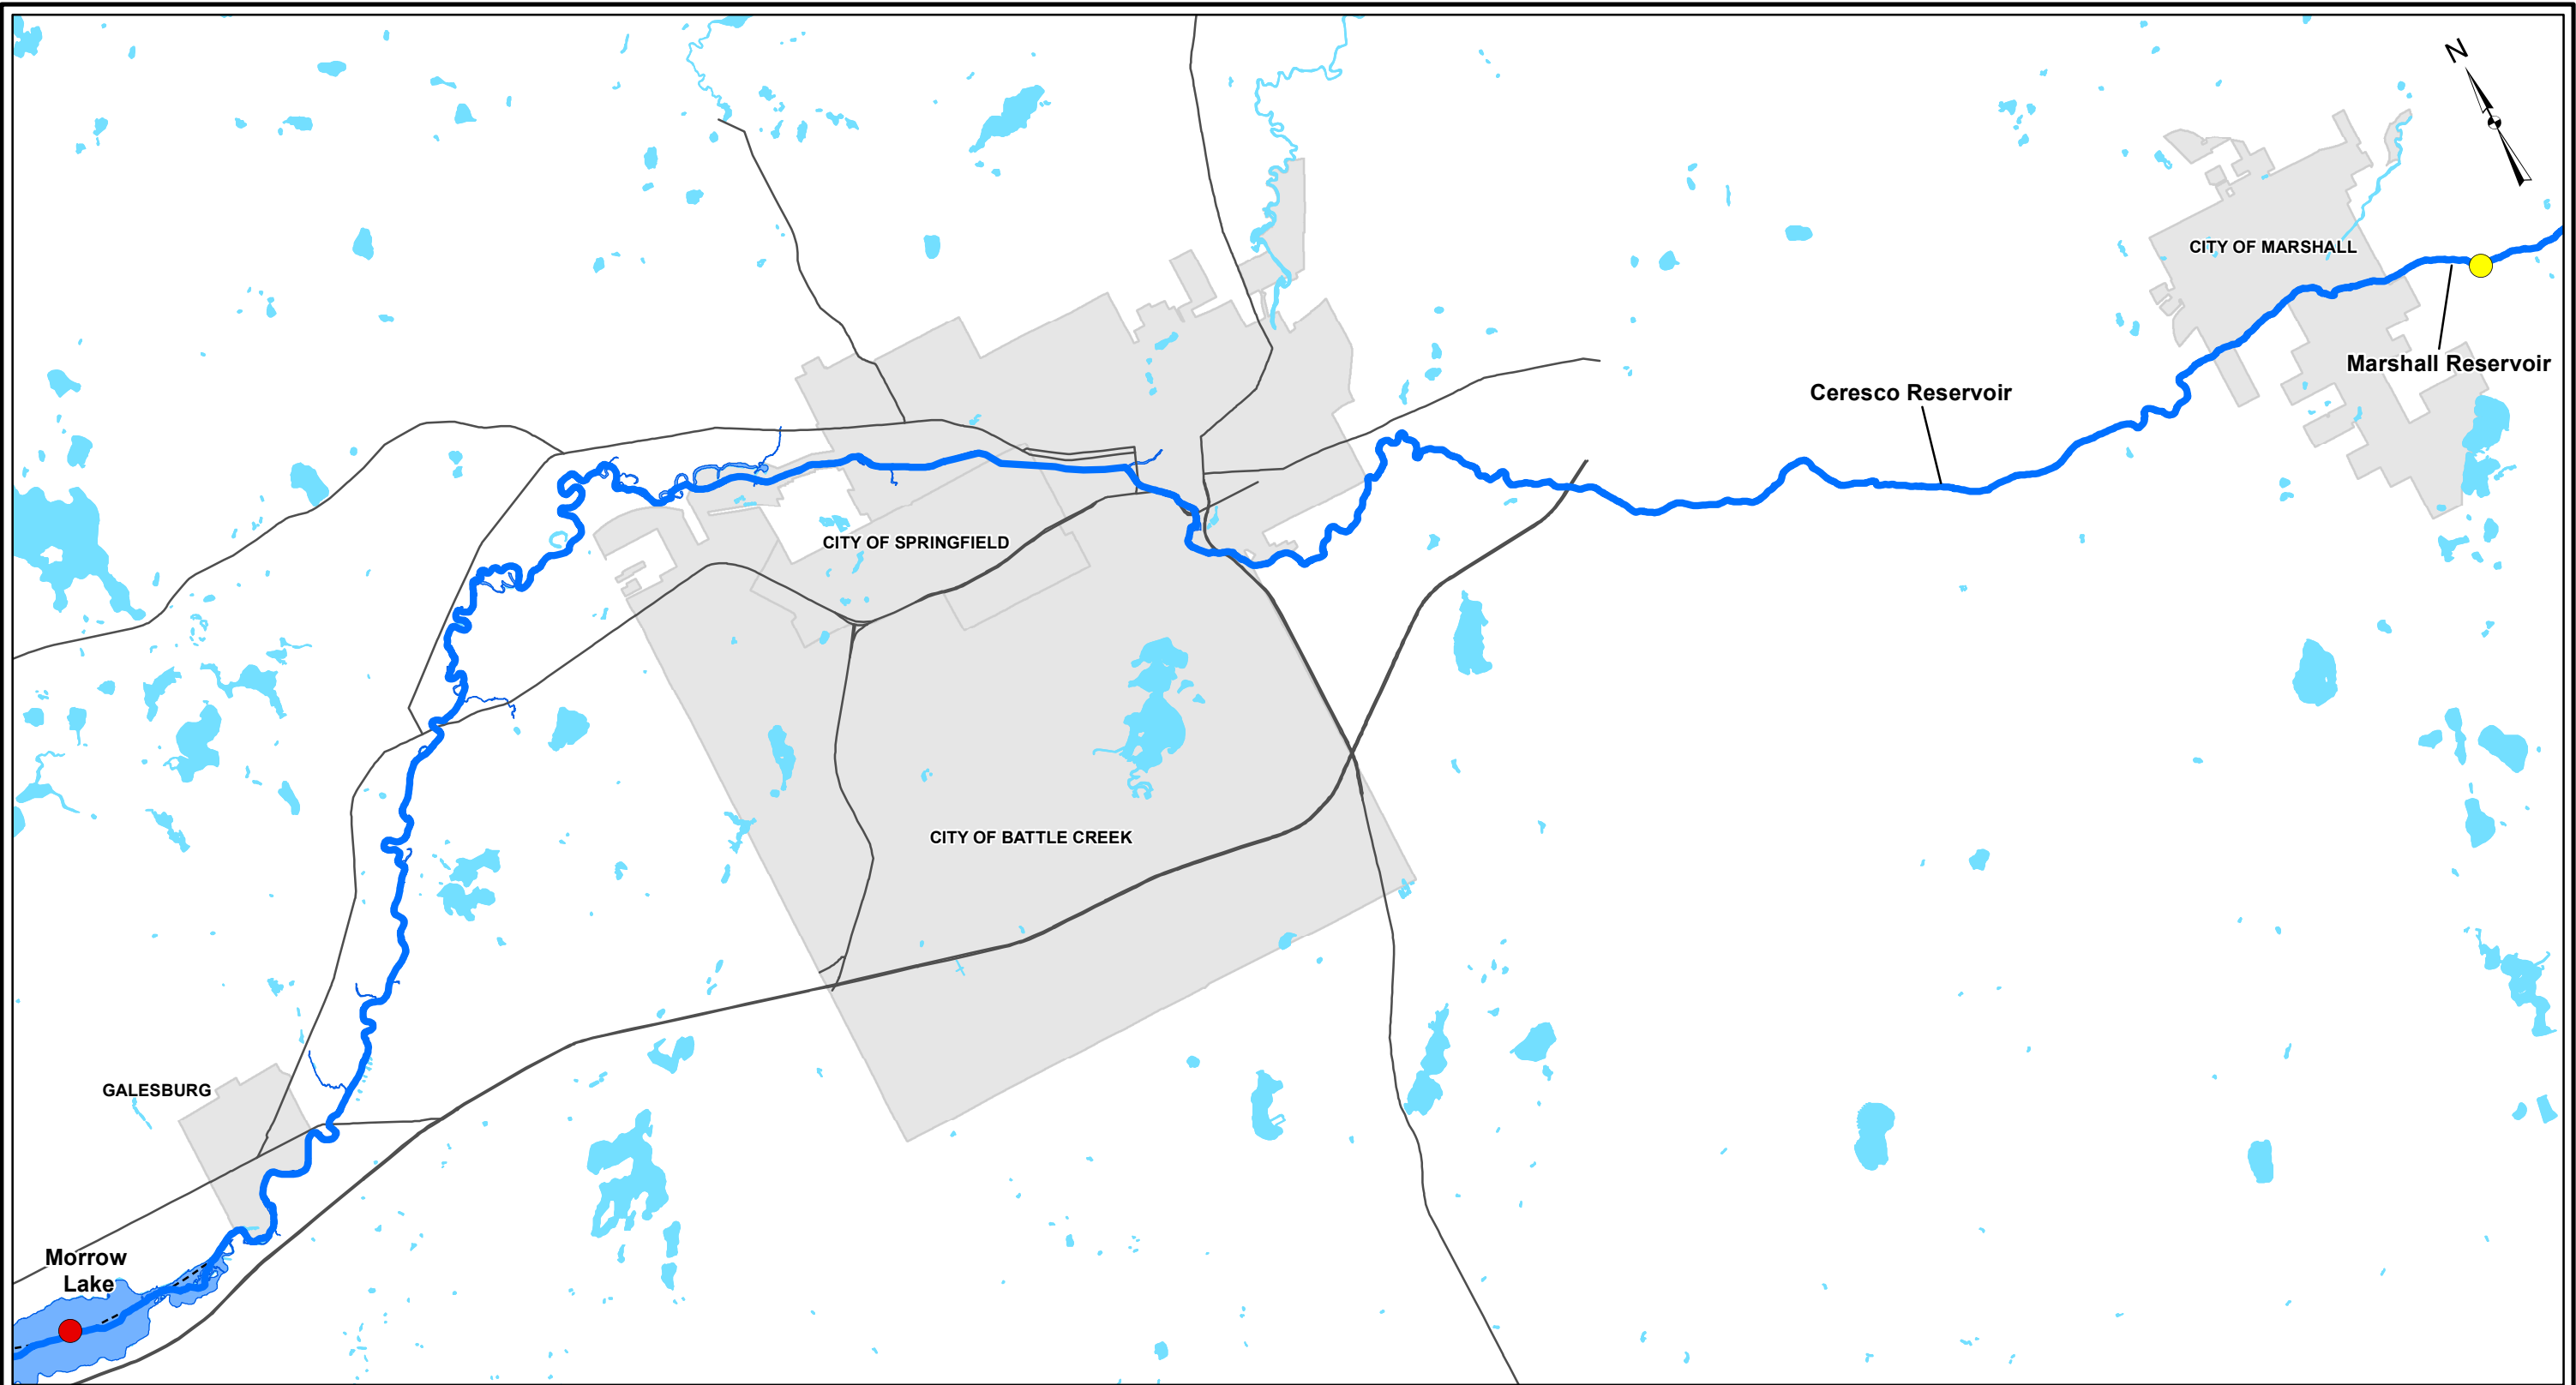 N
CITY OF MARSHALL
Marshall Reservoir
Ceresco Reservoir
CITY OF SPRINGFIELD
CITY OF BATTLE CREEK
GALESBURG
Morrow
Lake